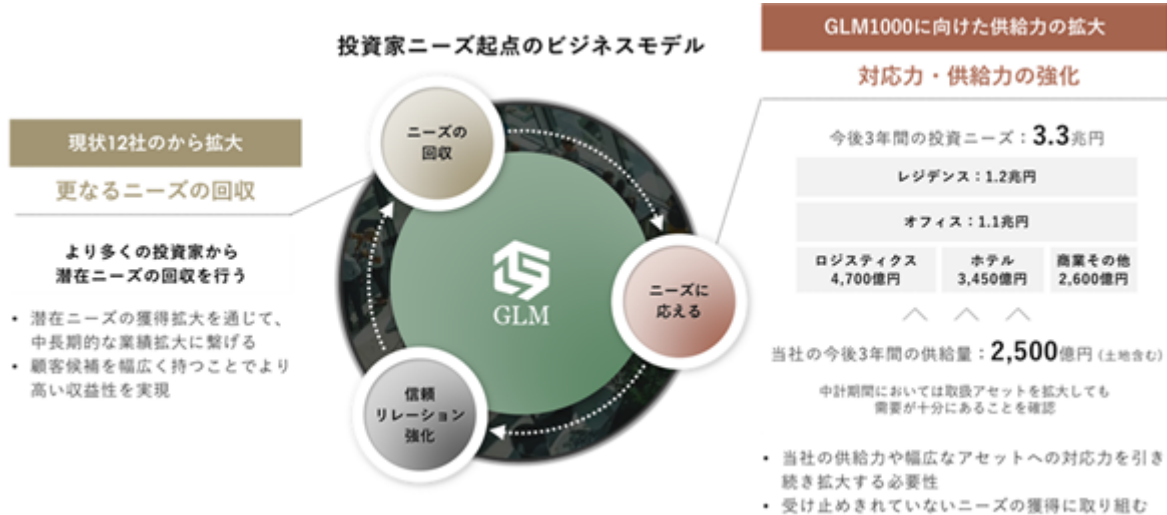 投資家ニーズ起点のビジネスモデル
現状12社のから拡大
更なるニーズの回収
より多くの投資家から
潜在ニーズの回収を行う
• 潜在ニーズの獲得拡大を通じて、
中長期的な業績拡大に繋げる
• 顧客候補を幅広く持つことでより
高い収益性を実現
ニーズの
回収
ニーズに
応える
信頼
リレーション
強化
GLM
GLM1000に向けた供給力の拡大
対応力・供給力の強化
今後3年間の投資ニーズ：3.3兆円
レジデンス：1.2兆円
オフィス：1.1兆円
ロジスティクス
4,700億円
ホテル
3,450億円
商業その他
2,600億円
当社の今後3年間の供給量：2,500億円（土地含む）
中計期間においては取扱アセットを拡大しても
需要が十分にあることを確認
• 当社の供給力や幅広なアセットへの対応力を引き
続き拡大する必要性
• 受け止めきれていないニーズの獲得に取り組む